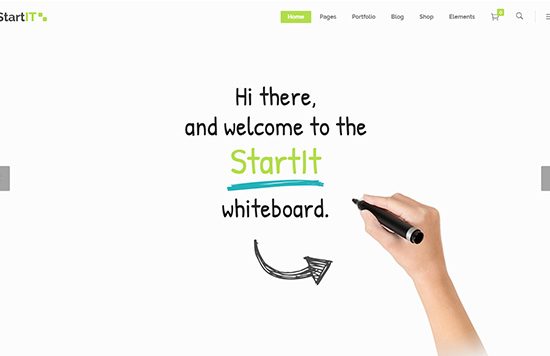 StartIT
Home Pages Portfolio Blog Shop Elements 0
Hi there,
and welcome to the
StartIt
whiteboard.